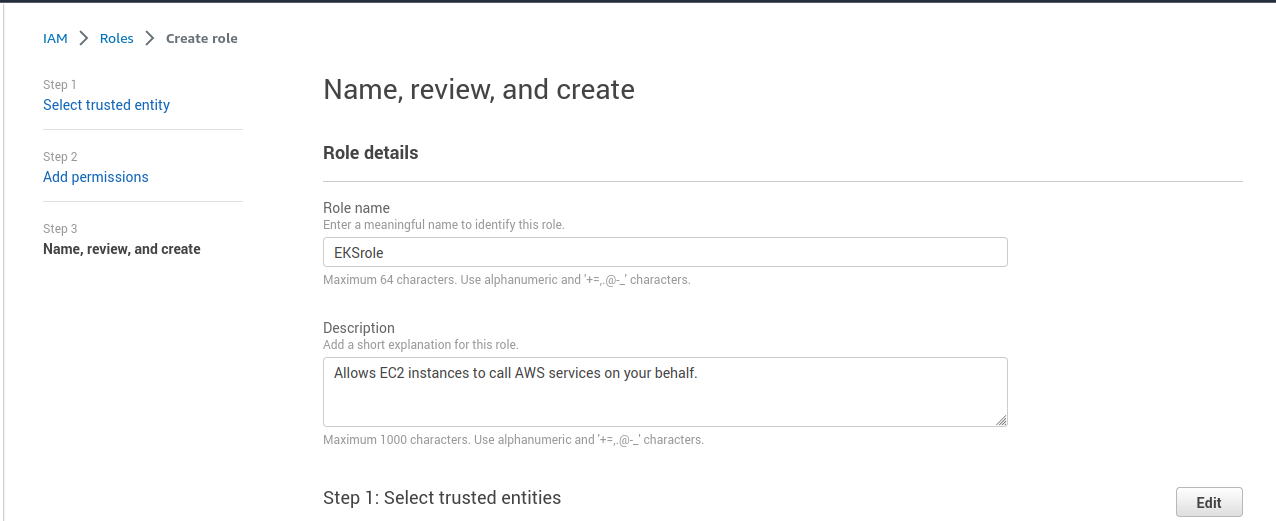 IAM > Roles > Create role
Step 1
Select trusted entity
Step 2
Add permissions
Step 3
Name, review, and create
Name, review, and create
Role details
Role name
Enter a meaningful name to identify this role.
EKSrole
Maximum 64 characters. Use alphanumeric and '+=,.@-_' characters.
Description
Add a short explanation for this role.
Allows EC2 instances to call AWS services on your behalf.
Maximum 1000 characters. Use alphanumeric and '+=,.@-_' characters.
Step 1: Select trusted entities
Edit